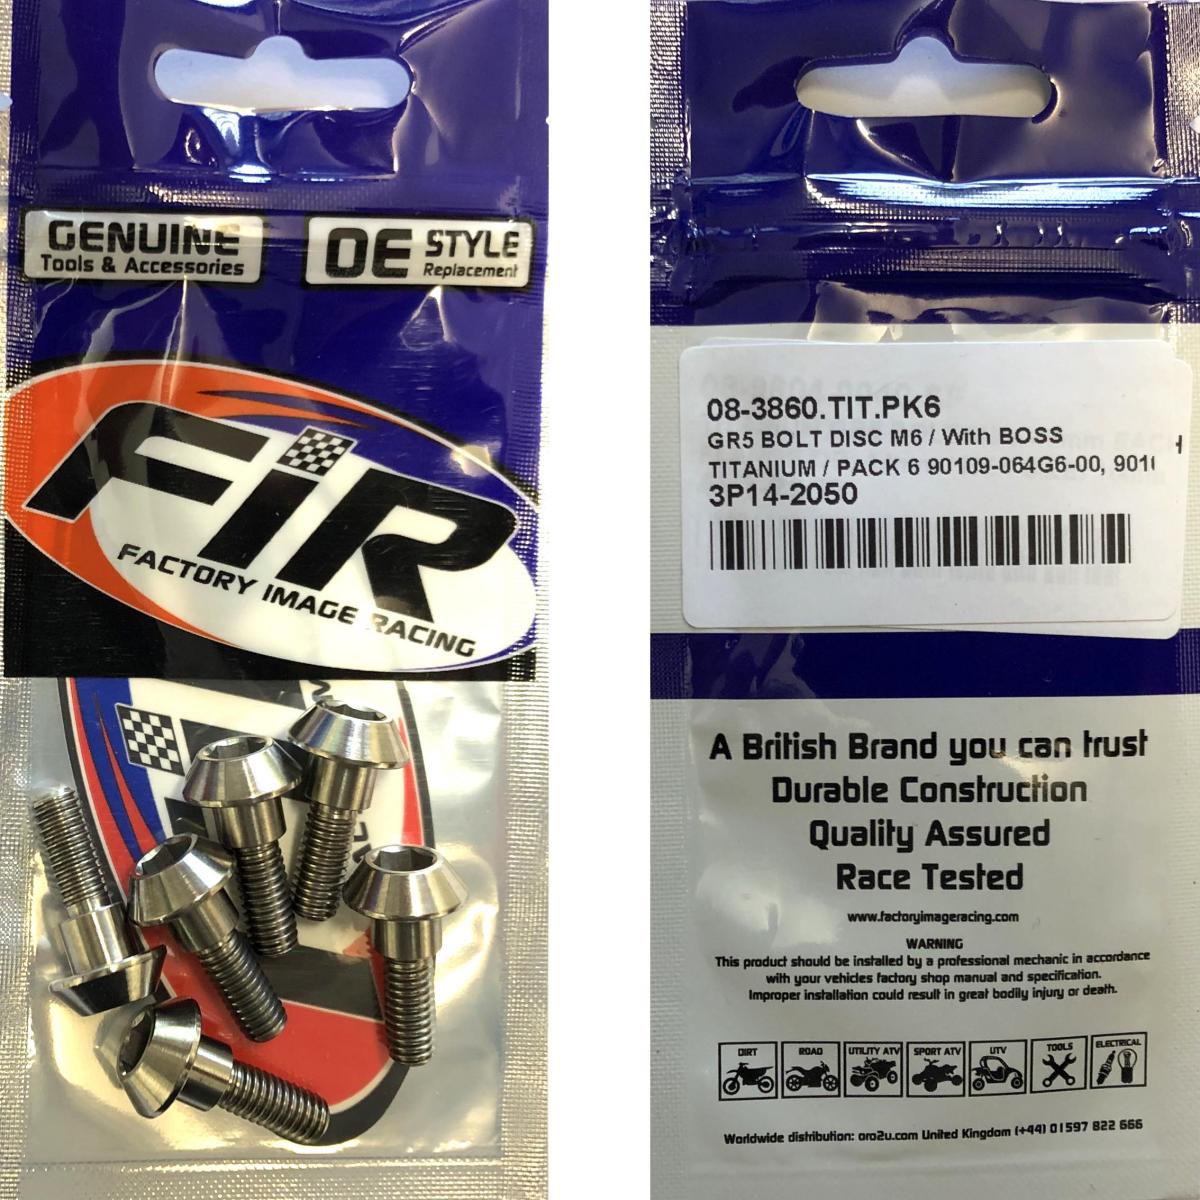 GENUINE
Tools & Accessories
OE STYLE
Replacement
FiR
FACTORY IMAGE RACING
08-3860.TIT.PK6
GR5 BOLT DISC M6 / With BOSS
TITANIUM / PACK 6 90109-064G6-00, 901
3P14-2050
A British Brand you can trust
Durable Construction
Quality Assured
Race Tested
www.factoryimageracing.com
WARNING
This product should be installed by a professional mechanic in accordance
with your vehicles factory shop manual and specification.
Improper installation could result in great bodily injury or death.
DIRT ROAD UTILITY ATV SPORT ATV UTV TOOLS ELECTRICAL
Worldwide distribution: oro2u.com United Kingdom (+44) 01597 822 666